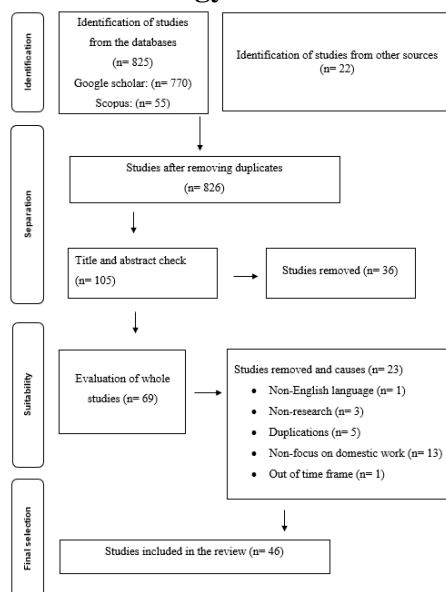 gy
Identification
Identification of studies
from the databases
(n= 825)
Google scholar: (n= 770)
Scopus: (n= 55)
Identification of studies from other sources
(n= 22)
Separation
Studies after removing duplicates
(n= 826)
Title and abstract check
(n= 105)
Studies removed (n= 36)
Suitability
Evaluation of whole
studies (n= 69)
Studies removed and causes (n= 23)
• Non-English language (n= 1)
• Non-research (n= 3)
• Duplications (n= 5)
• Non-focus on domestic work (n= 13)
• Out of time frame (n= 1)
Final selection
Studies included in the review (n= 46)